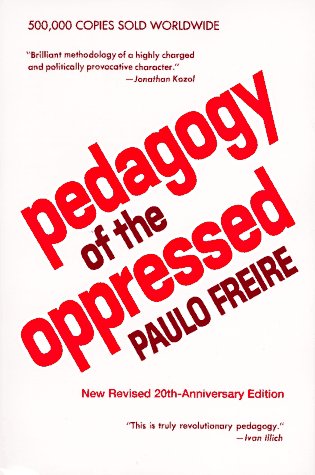 500,000 COPIES SOLD WORLDWIDE
"Brilliant methodology of a highly charged
and politically provocative character."
—Jonathan Kozol
pedagogy
of the
oppressed
PAULO FREIRE
New Revised 20th-Anniversary Edition
"This is truly revolutionary pedagogy."
—Ivan Illich